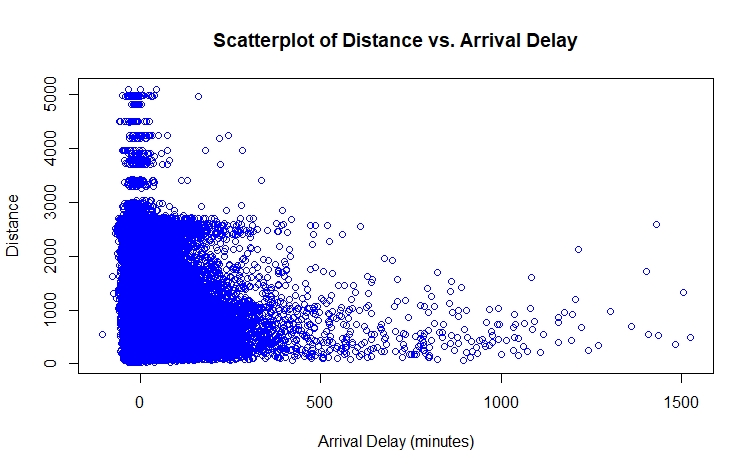 Scatterplot of Distance vs. Arrival Delay
5000
4000
3000
2000
1000
0
Distance
0 500 1000 1500
Arrival Delay (minutes)